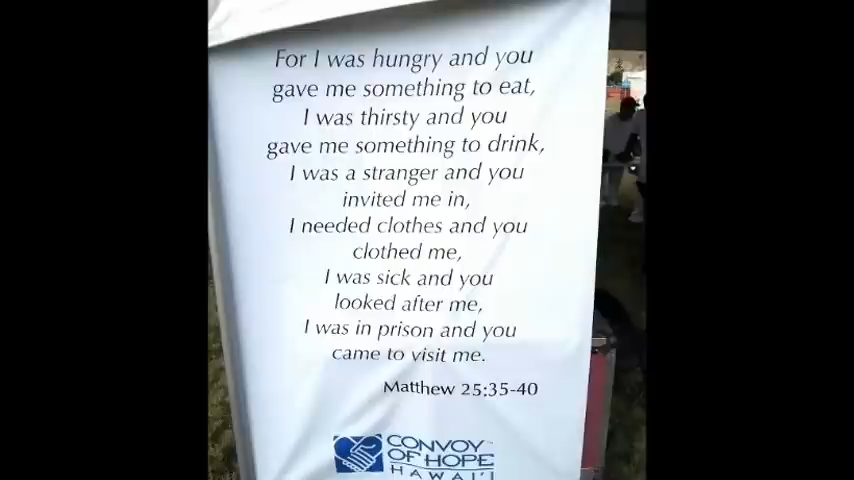 For I was hungry and you
gave me something to eat,
I was thirsty and you
gave me something to drink,
I was a stranger and you
invited me in,
I needed clothes and you
clothed me,
I was sick and you
looked after me,
I was in prison and you
came to visit me.
Matthew 25:35-40
CONVOY™
OF HOPE
HAWAI'I